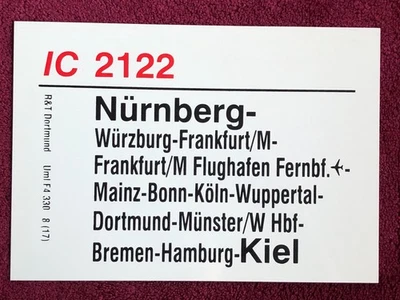 IC 2122
Nürnberg-
Würzburg-Frankfurt/M-
Frankfurt/M Flughafen Fernbf.✈-
Mainz-Bonn-Köln-Wuppertal-
Dortmund-Münster/W Hbf-
Bremen-Hamburg-Kiel
R&T Dortmund Uml F4 330 8 (17)